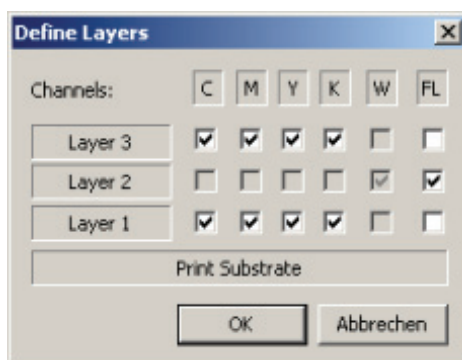 Define Layers
Channels: C M Y K W FL
Layer 3
Layer 2
Layer 1
Print Substrate
OK Abbrechen